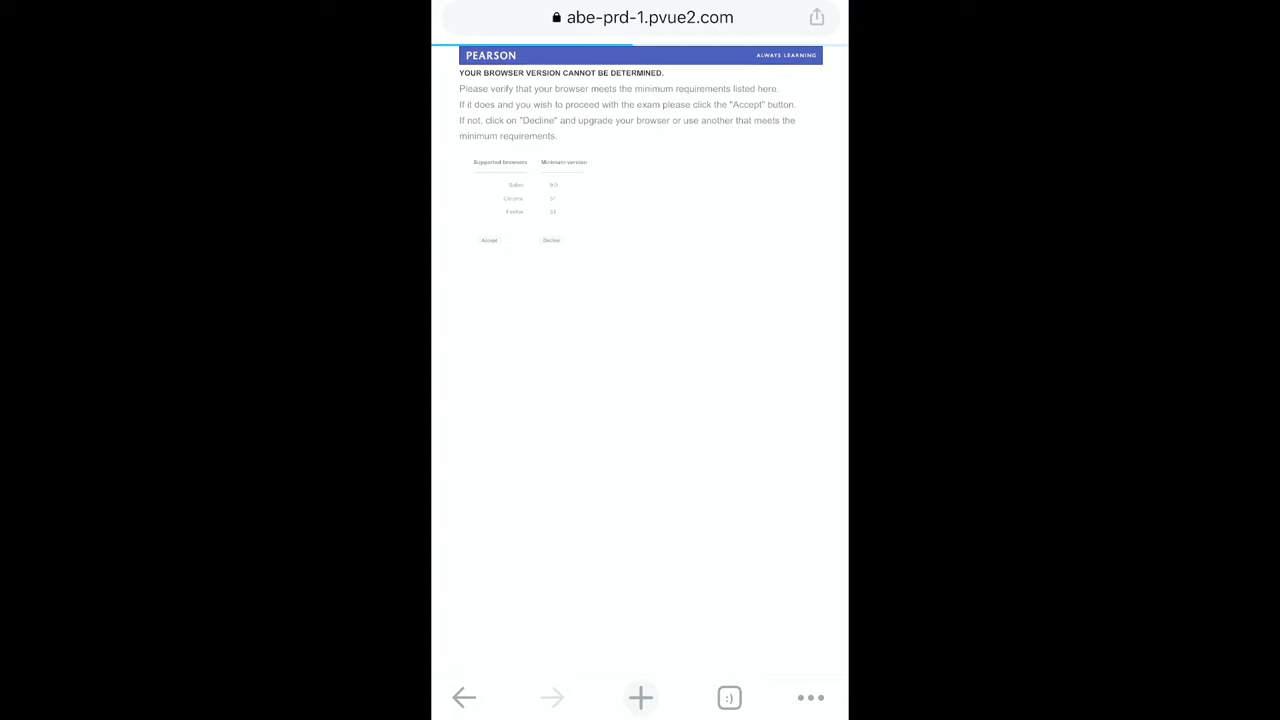 abe-prd-1.pvue2.com
PEARSON ALWAYS LEARNING
YOUR BROWSER VERSION CANNOT BE DETERMINED.
Please verify that your browser meets the minimum requirements listed here.
If it does and you wish to proceed with the exam please click the "Accept" button.
If not, click on "Decline" and upgrade your browser or use another that meets the
minimum requirements.
Supported browsers Minimum version
Safari 9.0
Chrome
Firefox
Accept Decline
:)